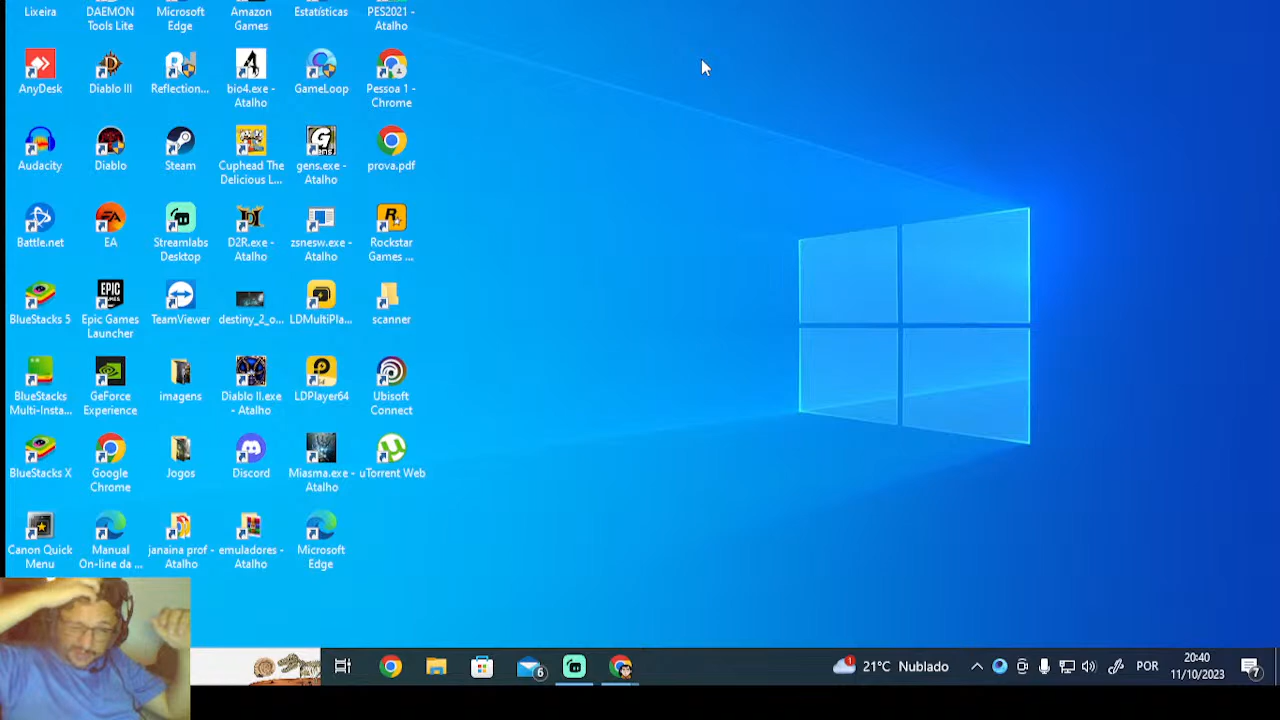 Lixeira
DAEMON
Tools Lite
Microsoft
Edge
Amazon
Games
Estatísticas
PES2021 -
Atalho
AnyDesk
Diablo III
Reflection...
bio4.exe -
Atalho
GameLoop
Pessoa 1 -
Chrome
Audacity
Diablo
Steam
Cuphead The
Delicious L...
gens.exe -
Atalho
prova.pdf
Battle.net
EA
Streamlabs
Desktop
D2R.exe -
Atalho
zsnesw.exe -
Atalho
Rockstar
Games ...
BlueStacks 5
Epic Games
Launcher
TeamViewer
destiny_2_o...
LDMultiPla...
scanner
BlueStacks
Multi-Insta...
GeForce
Experience
imagens
Diablo II.exe
- Atalho
LDPlayer64
Ubisoft
Connect
BlueStacks X
Google
Chrome
Jogos
Discord
Miasma.exe -
Atalho
uTorrent Web
Canon Quick
Menu
Manual
On-line da ...
janaina prof -
Atalho
emuladores -
Atalho
Microsoft
Edge
6
1
21°C Nublado
POR
20:40
11/10/2023
7